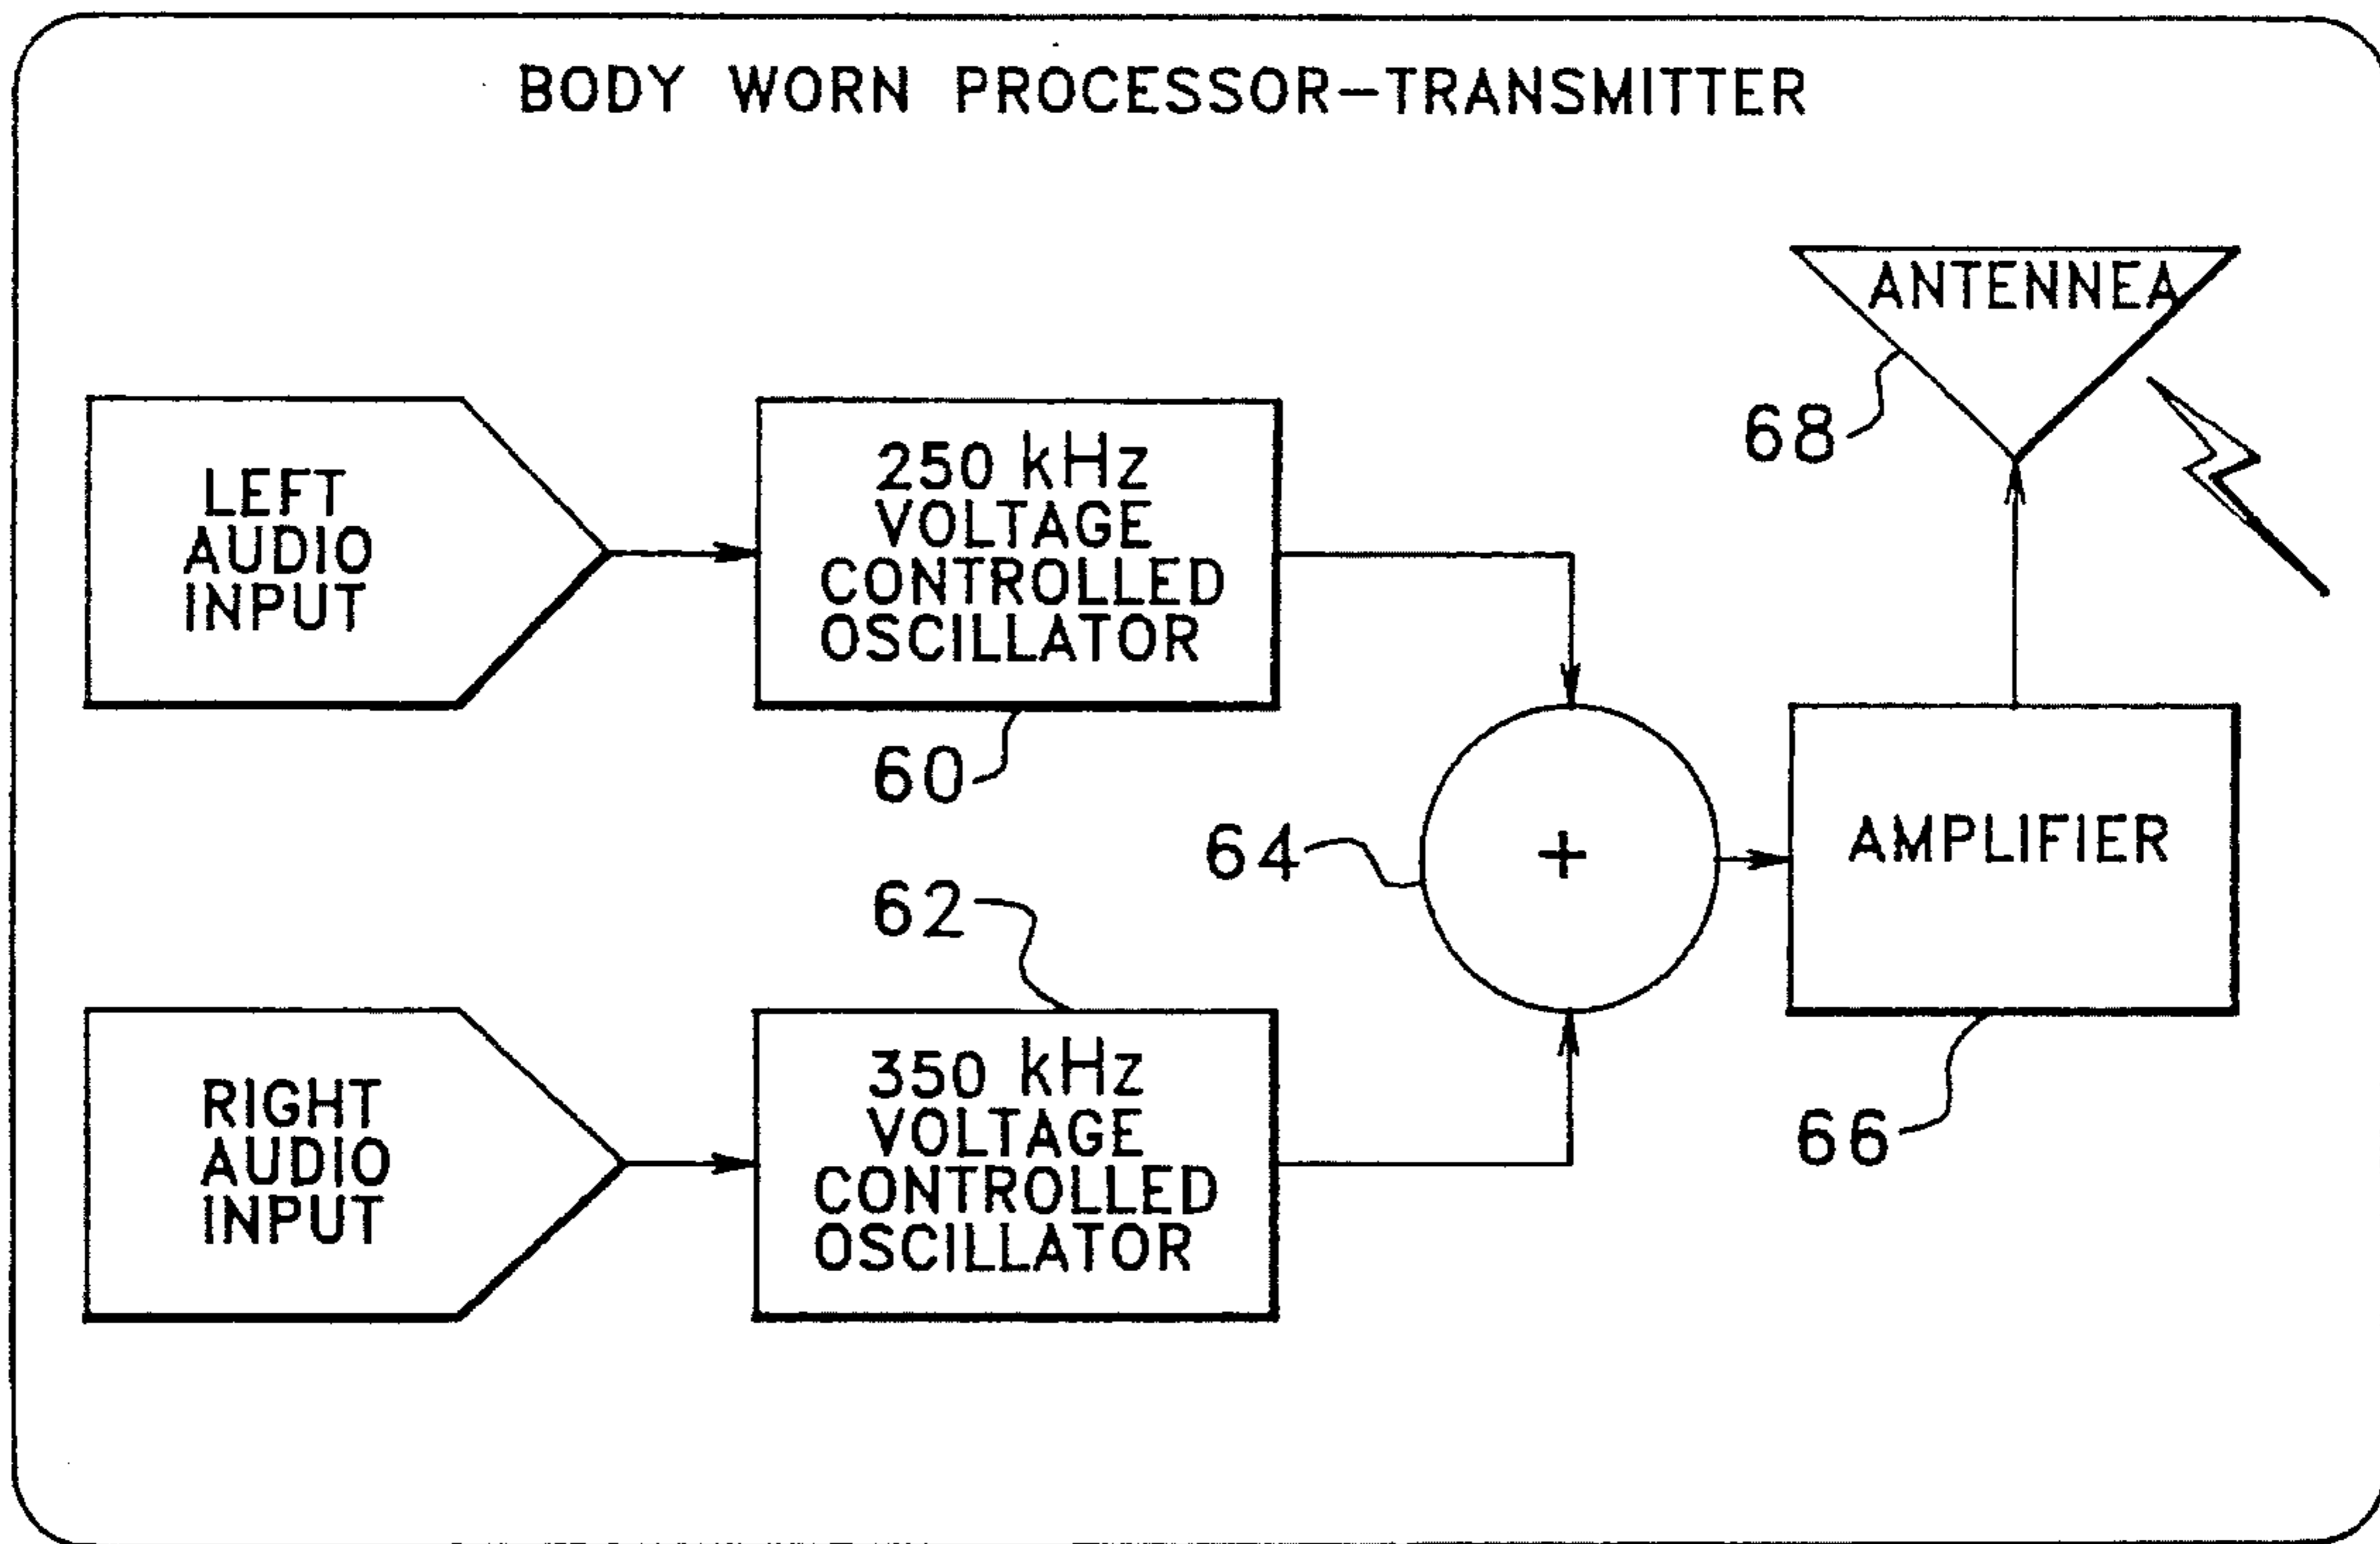 BODY WORN PROCESSOR-TRANSMITTER
ANTENNEA
68
LEFT
AUDIO
INPUT
250 kHz
VOLTAGE
CONTROLLED
OSCILLATOR
60
64
+
AMPLIFIER
62
66
RIGHT
AUDIO
INPUT
350 kHz
VOLTAGE
CONTROLLED
OSCILLATOR